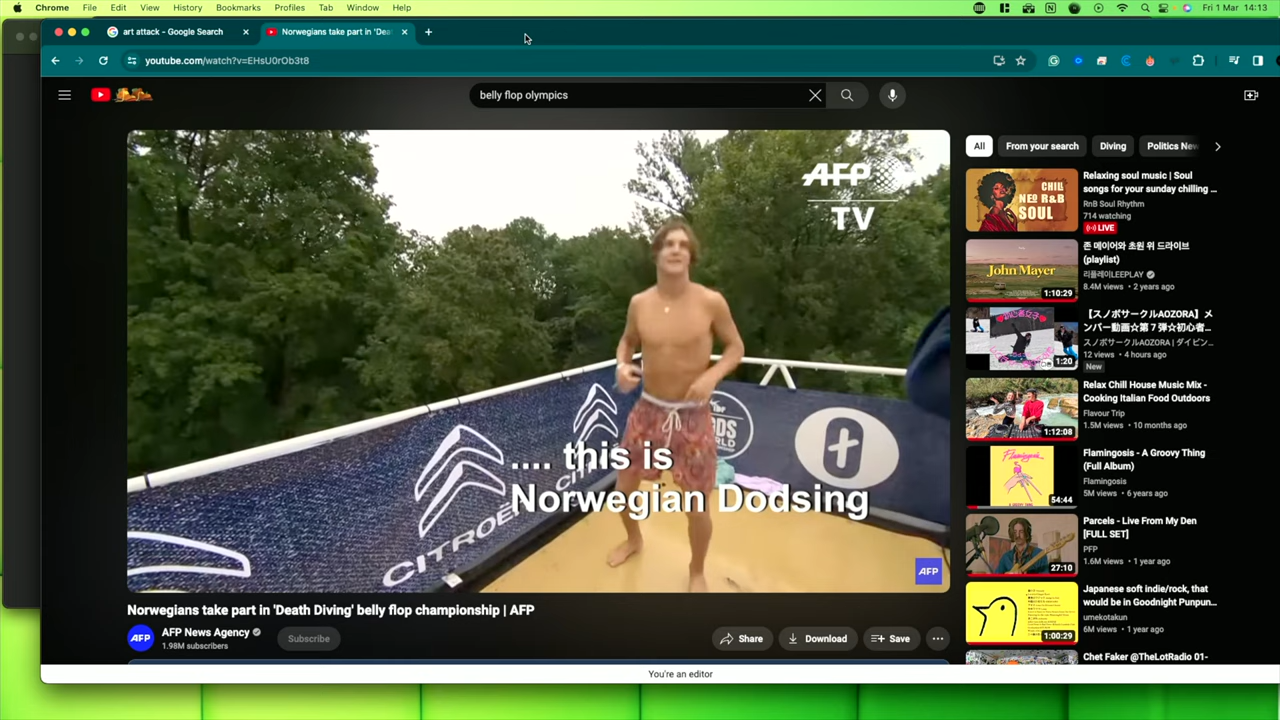 Chrome File Edit View History Bookmarks Profiles Tab Window Help
Fri 1 Mar 14:13
art attack - Google Search
Norwegians take part in 'Dea
youtube.com/watch?v=EHsU0rOb3t8
belly flop olympics
AFP
TV
CITROËN
.... this is
Norwegian Dodsing
AFP
Norwegians take part in 'Death Diving' belly flop championship | AFP
AFP
AFP News Agency
1.98M subscribers
Subscribe
Share
Download
Save
All
From your search
Diving
Politics New
CHILL
NEO R&B
SOUL
Relaxing soul music | Soul
songs for your sunday chilling ...
RnB Soul Rhythm
714 watching
LIVE
John Mayer
1:10:29
존 메이어와 초원 위 드라이브
(playlist)
리플레이LEEPLAY
8.4M views • 2 years ago
1:20
【スノボサークルAOZORA】メ
ンバー動画☆第７弾☆初心者...
スノボサークルAOZORA | ダイビン...
12 views • 4 hours ago
New
1:12:08
Relax Chill House Music Mix -
Cooking Italian Food Outdoors
Flavour Trip
1.5M views • 10 months ago
Flamingosis
54:44
Flamingosis - A Groovy Thing
(Full Album)
Flamingosis
5M views • 6 years ago
27:10
Parcels - Live From My Den
[FULL SET]
PFP
1.6M views • 1 year ago
1:00:29
Japanese soft indie/rock, that
would be in Goodnight Punpun...
umekotakun
6M views • 1 year ago
Chet Faker @TheLotRadio 01-
You're an editor